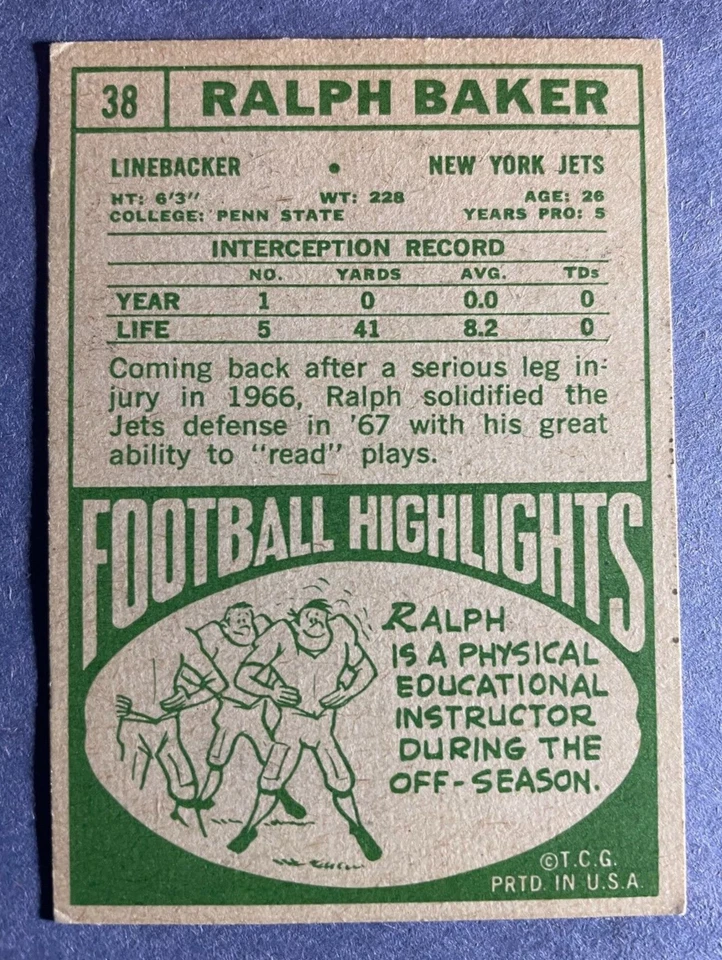 38 RALPH BAKER
LINEBACKER • NEW YORK JETS
HT: 6'3" WT: 228 AGE: 26
COLLEGE: PENN STATE YEARS PRO: 5
INTERCEPTION RECORD
NO. YARDS AVG. TDs
YEAR 1 0 0.0 0
LIFE 5 41 8.2 0
Coming back after a serious leg in-
jury in 1966, Ralph solidified the
Jets defense in '67 with his great
ability to "read" plays.
FOOTBALL HIGHLIGHTS
RALPH
IS A PHYSICAL
EDUCATIONAL
INSTRUCTOR
DURING THE
OFF-SEASON.
©T.C.G.
PRTD. IN U.S.A.